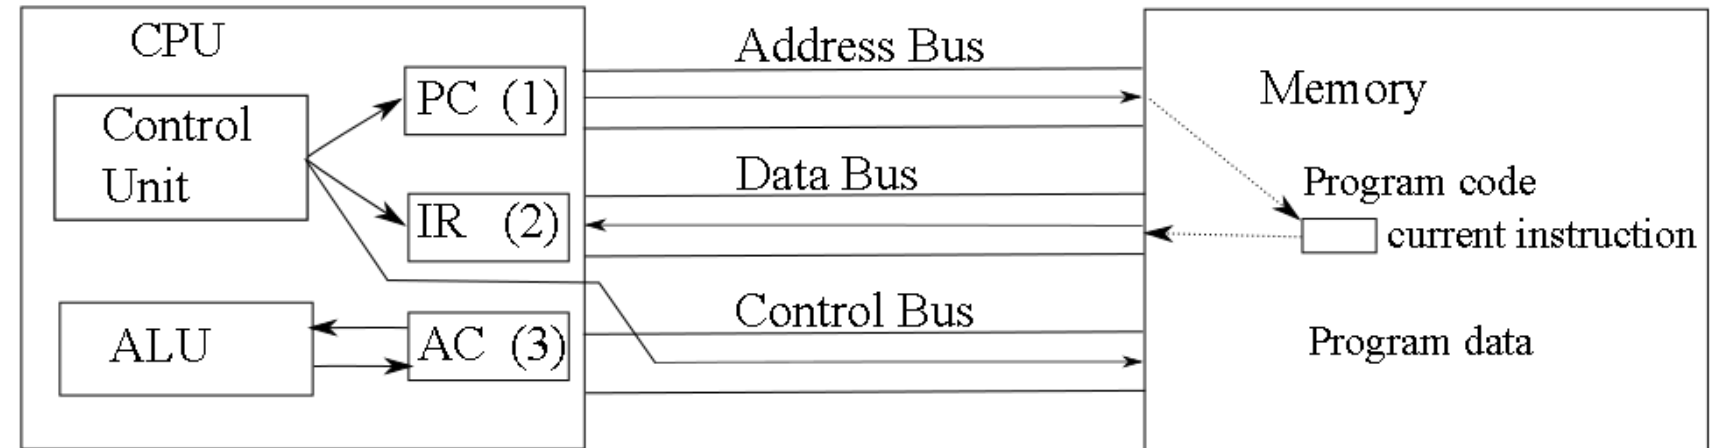 CPU
Control
Unit
PC (1)
IR (2)
ALU
AC (3)
Address Bus
Data Bus
Control Bus
Memory
Program code
current instruction
Program data